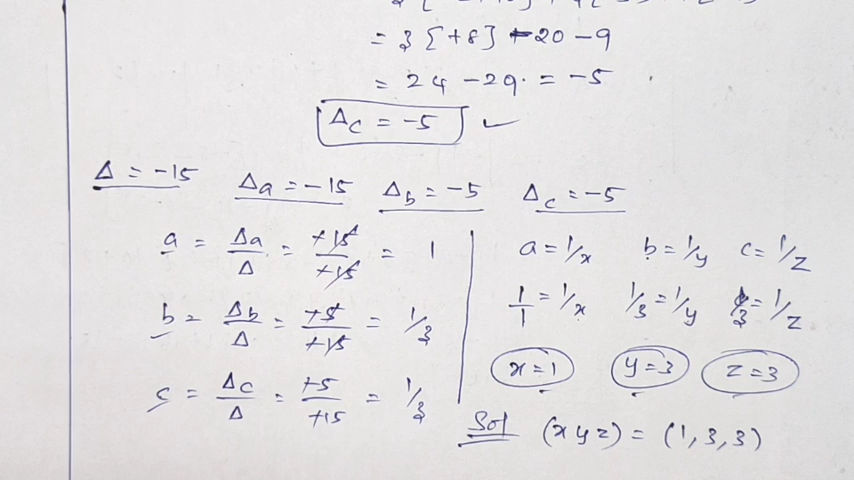 = 3 [+8] - 20 - 9
= 24 - 29 = -5
Δc = -5 ✓
Δ = -15 Δa = -15 Δb = -5 Δc = -5
a = Δa/Δ = +15/+15 = 1
b = Δb/Δ = +5/+15 = 1/3
c = Δc/Δ = +5/+15 = 1/3
a = 1/x b = 1/y c = 1/z
1/1 = 1/x 1/3 = 1/y 1/3 = 1/z
x = 1 y = 3 z = 3
Sol (x y z) = (1, 3, 3)